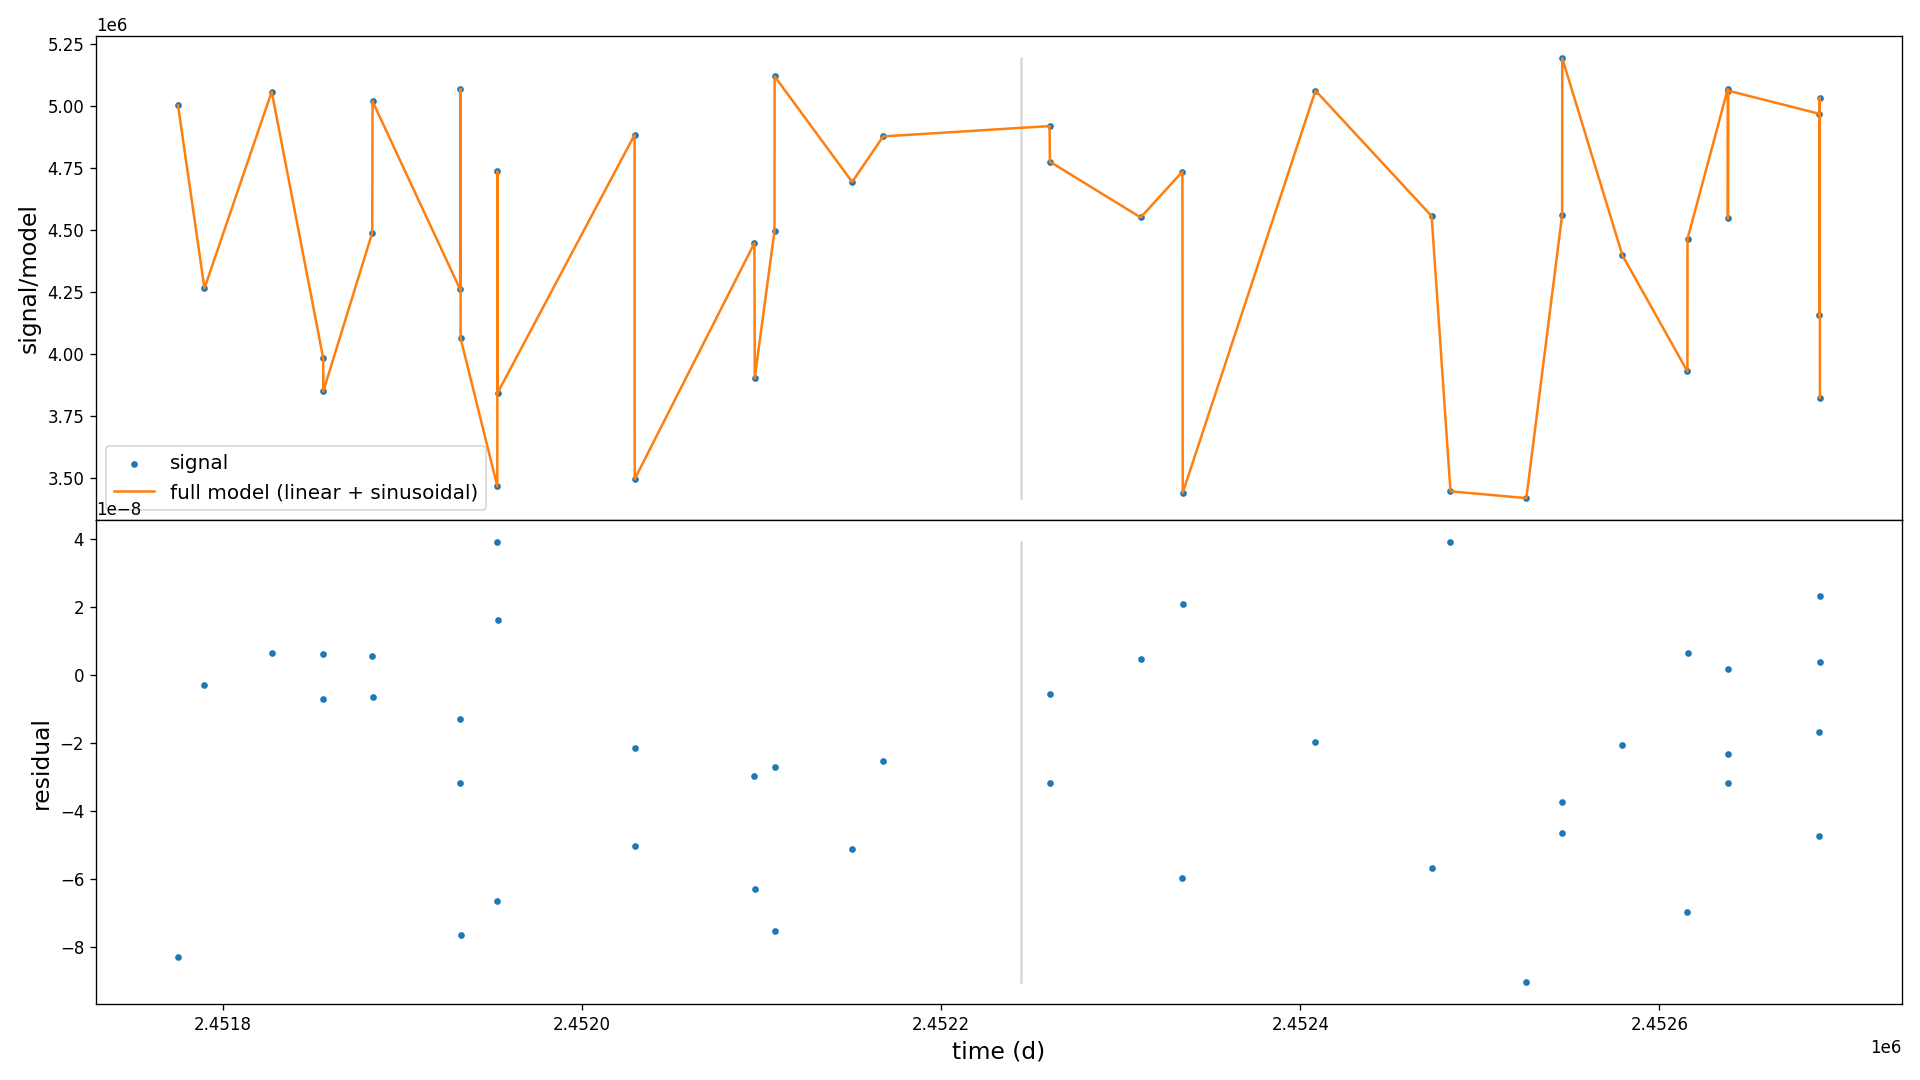 1e6
5.25
5.00
4.75
4.50
4.25
4.00
3.75
3.50
signal/model
signal
full model (linear + sinusoidal)
1e−8
4
2
0
−2
−4
−6
−8
residual
2.4518
2.4520
2.4522
2.4524
2.4526
time (d)
1e6